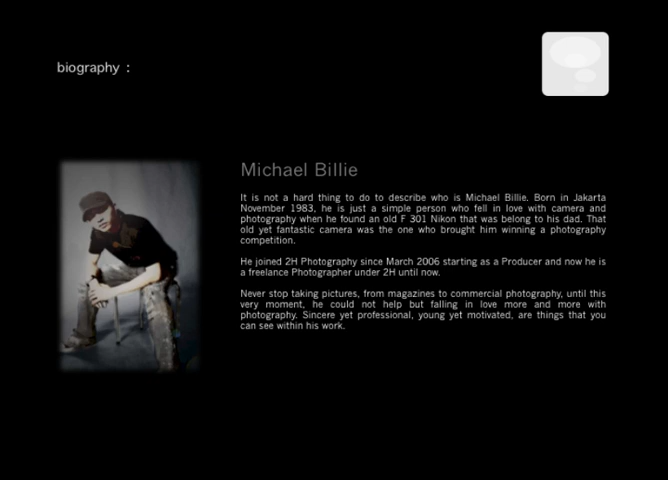 biography :
Michael Billie
It is not a hard thing to do to describe who is Michael Billie. Born in Jakarta
November 1983, he is just a simple person who fell in love with camera and
photography when he found an old F 301 Nikon that was belong to his dad. That
old yet fantastic camera was the one who brought him winning a photography
competition.
He joined 2H Photography since March 2006 starting as a Producer and now he is
a freelance Photographer under 2H until now.
Never stop taking pictures, from magazines to commercial photography, until this
very moment, he could not help but falling in love more and more with
photography. Sincere yet professional, young yet motivated, are things that you
can see within his work.